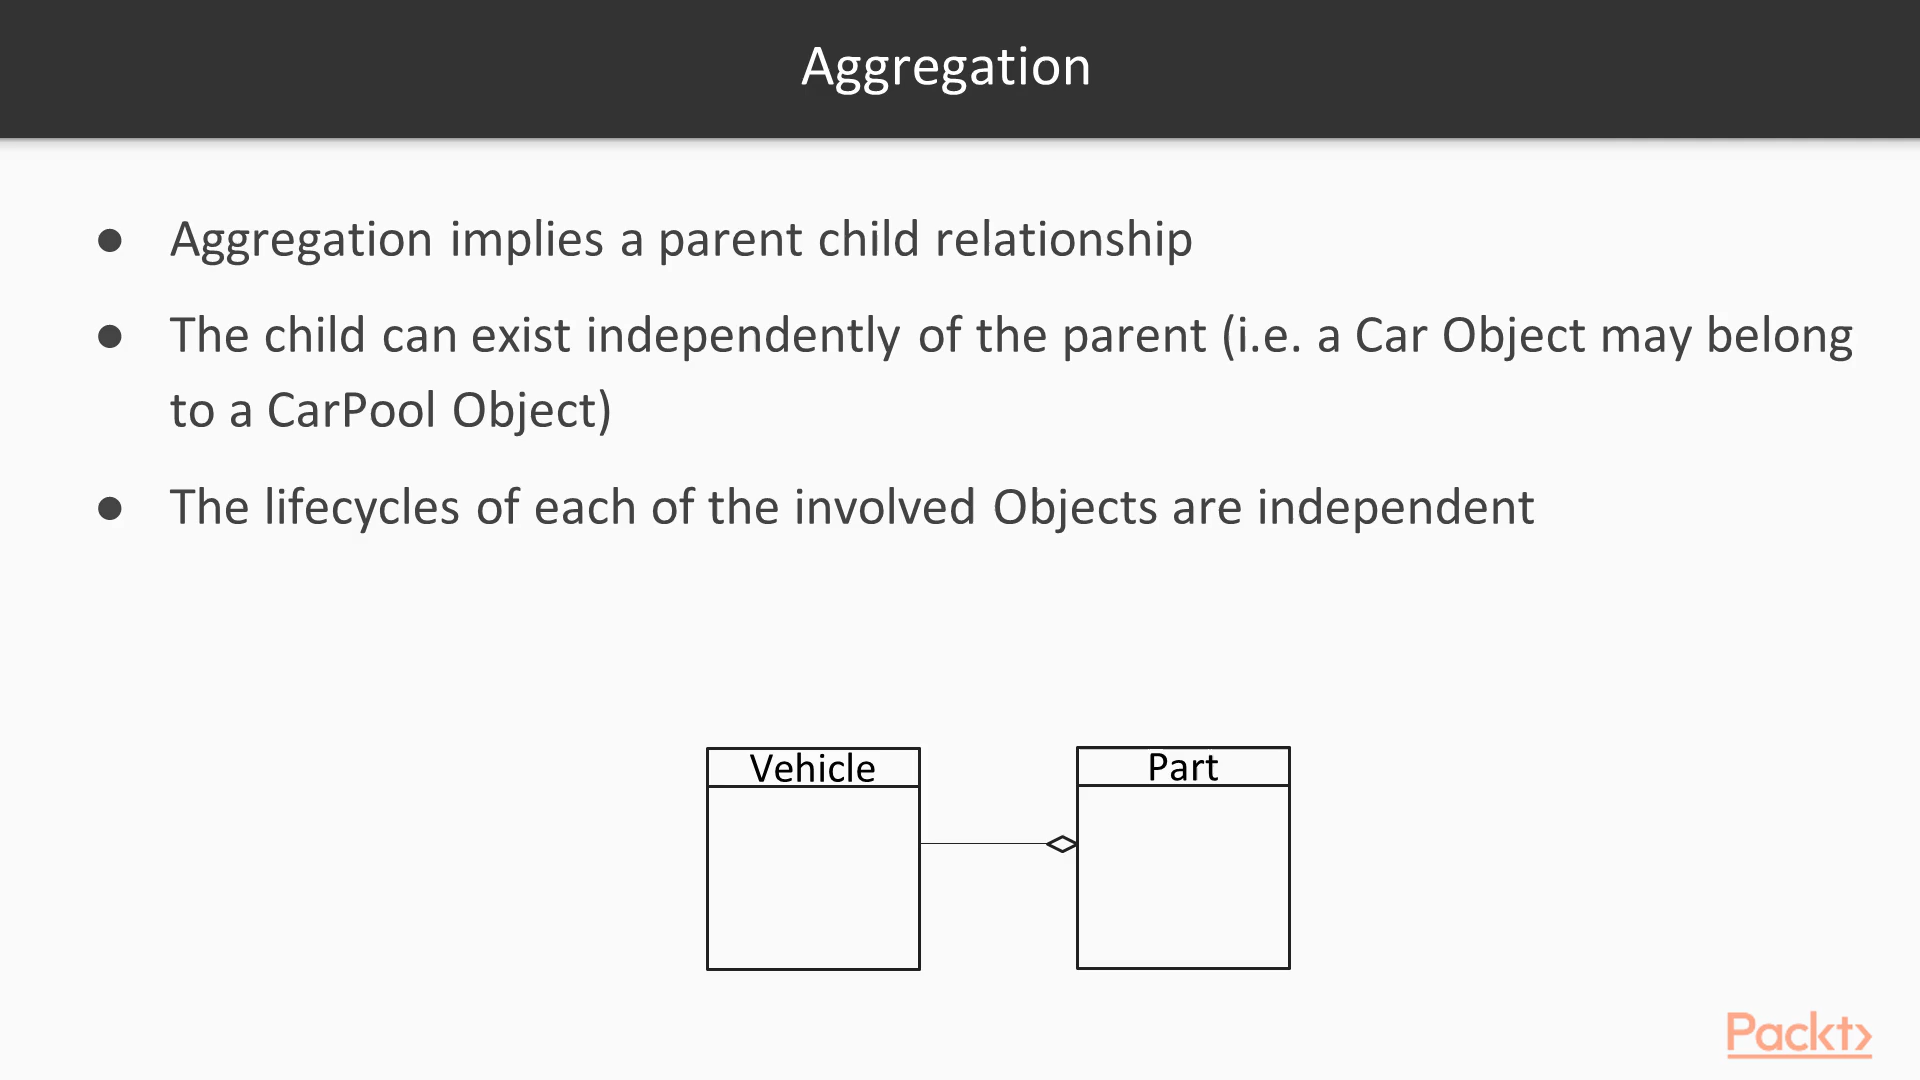 Aggregation
● Aggregation implies a parent child relationship
● The child can exist independently of the parent (i.e. a Car Object may belong
to a CarPool Object)
● The lifecycles of each of the involved Objects are independent
Vehicle
Part
Packt>